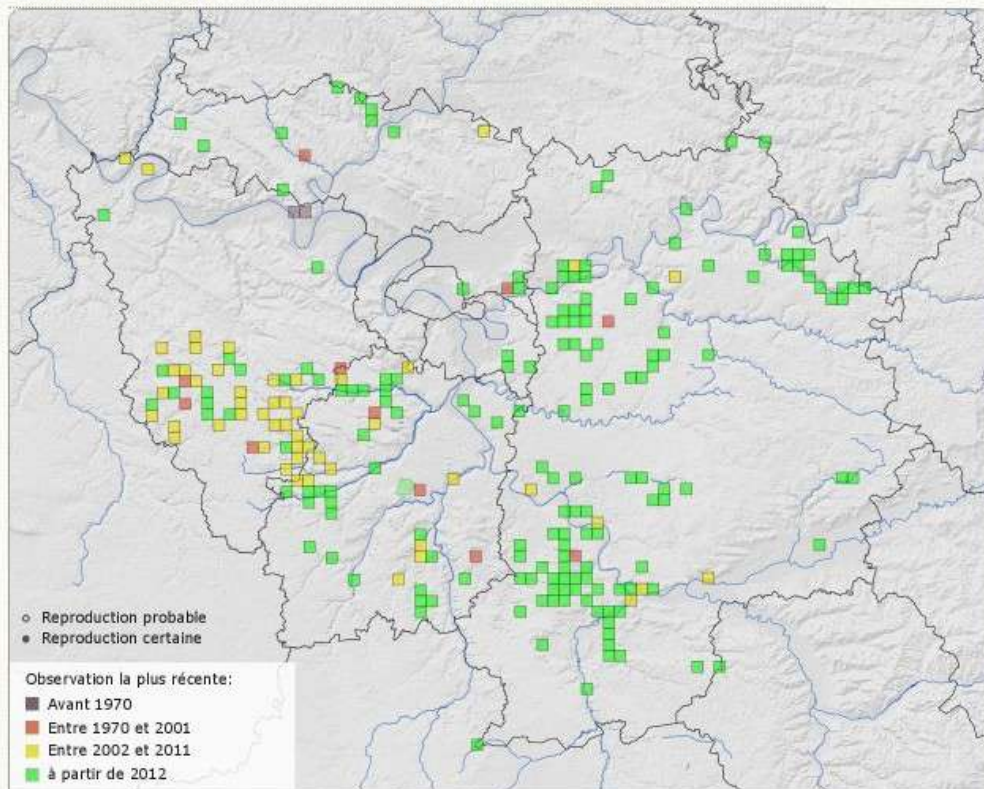 Reproduction probable
Reproduction certaine
Observation la plus récente:
Avant 1970
Entre 1970 et 2001
Entre 2002 et 2011
à partir de 2012